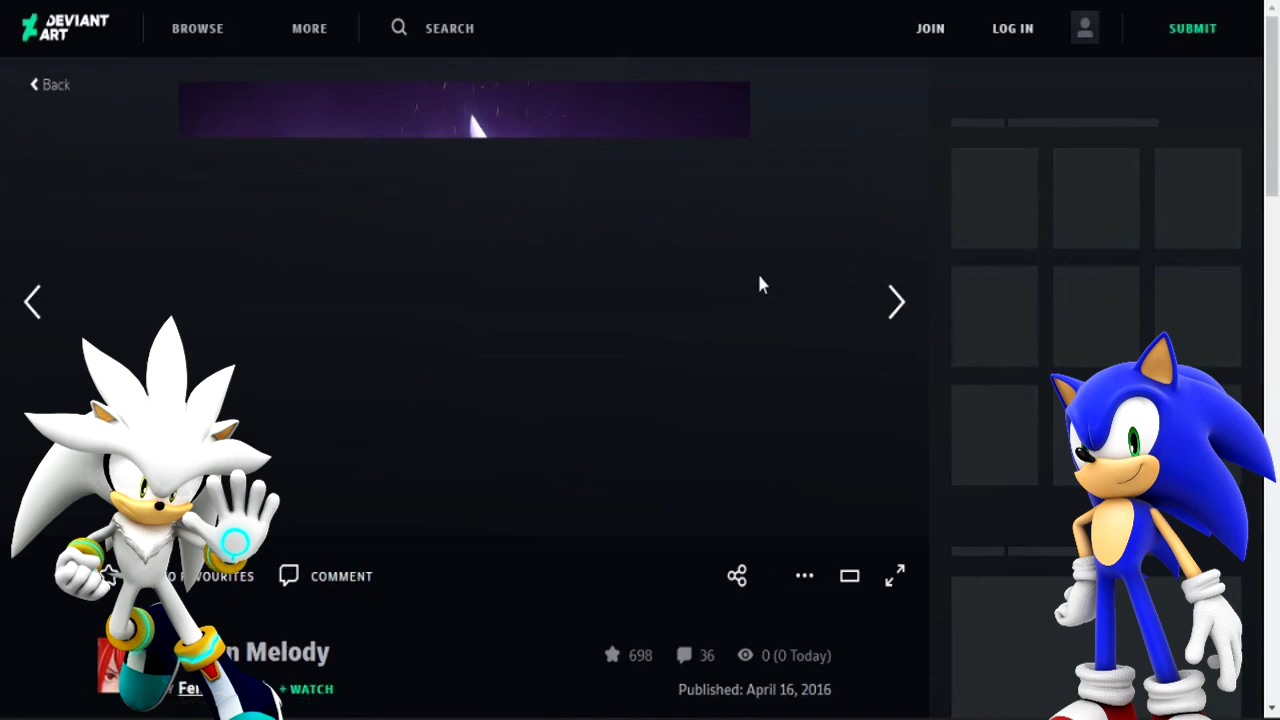 DEVIANT ART
BROWSE
MORE
SEARCH
JOIN
LOG IN
SUBMIT
Back
COMMENT
Melody
698
36
0 (0 Today)
+ WATCH
Published: April 16, 2016